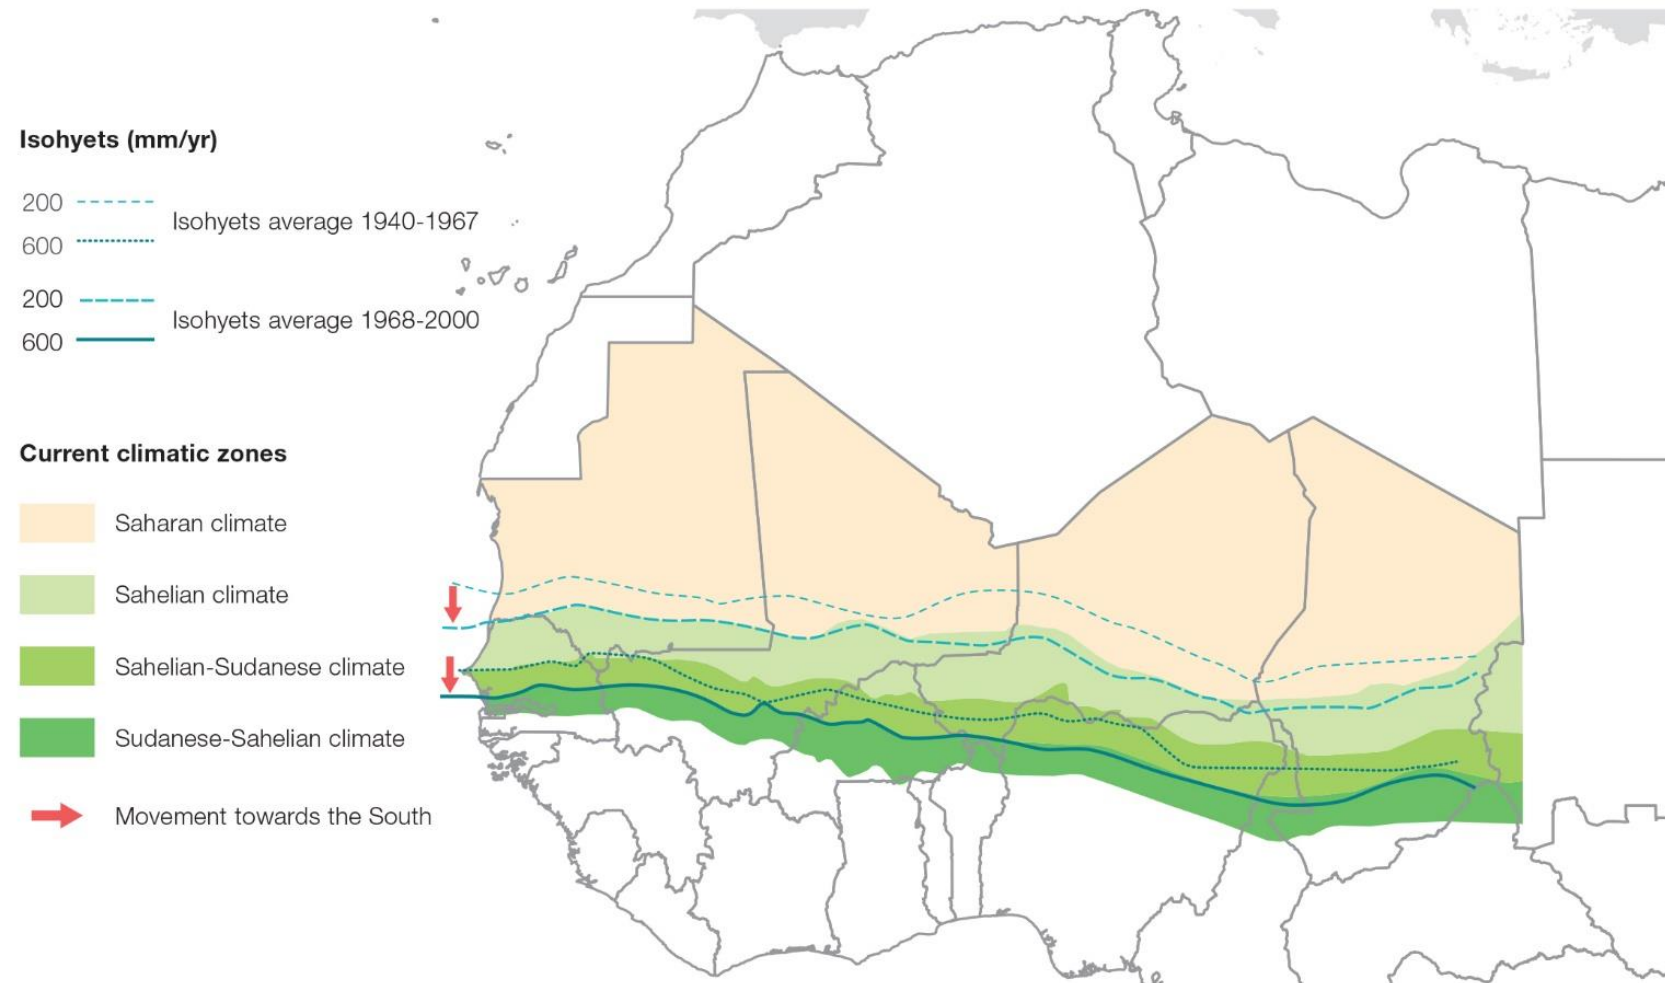 Isohyets (mm/yr)
200
Isohyets average 1940-1967
600
200
Isohyets average 1968-2000
600
Current climatic zones
Saharan climate
Sahelian climate
Sahelian-Sudanese climate
Sudanese-Sahelian climate
Movement towards the South